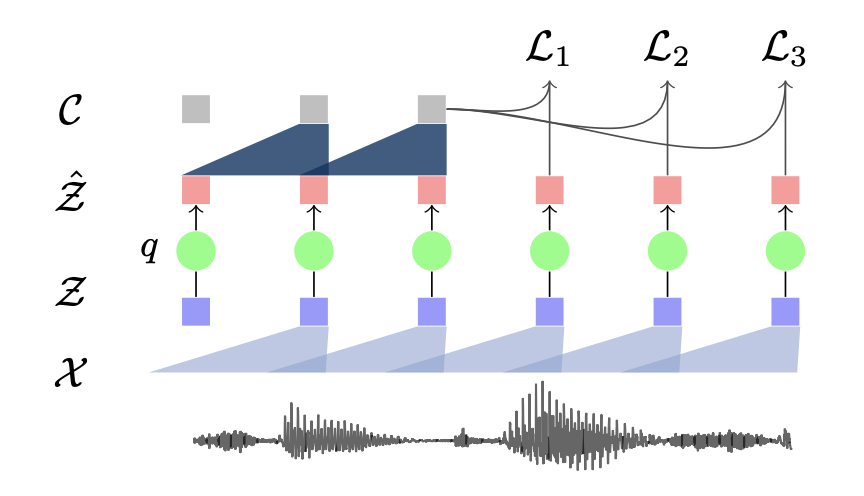 ℒ₁ ℒ₂ ℒ₃
𝒞
𝒵̂
q
𝒵
𝒳